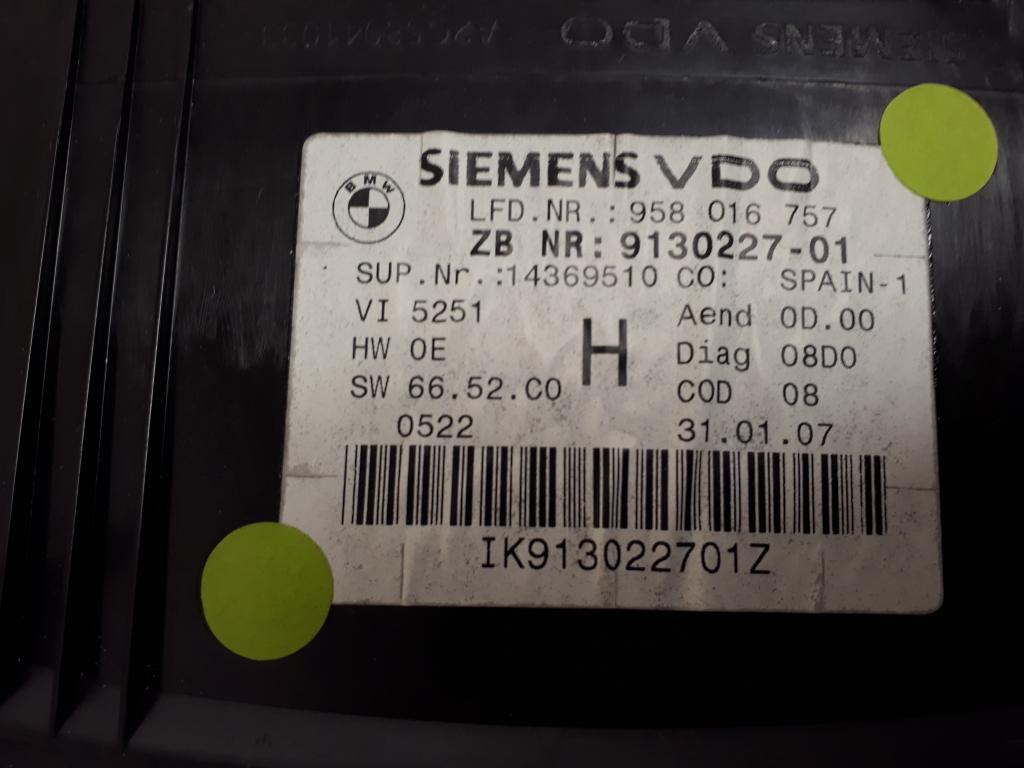 SIEMENS VDO
BMW
SIEMENS VDO
LFD.NR.: 958 016 757
ZB NR: 9130227-01
SUP.Nr.:14369510 CO: SPAIN-1
VI 5251 H Aend 0D.00
HW 0E Diag 08D0
SW 66.52.C0 COD 08
0522 31.01.07
IK913022701Z